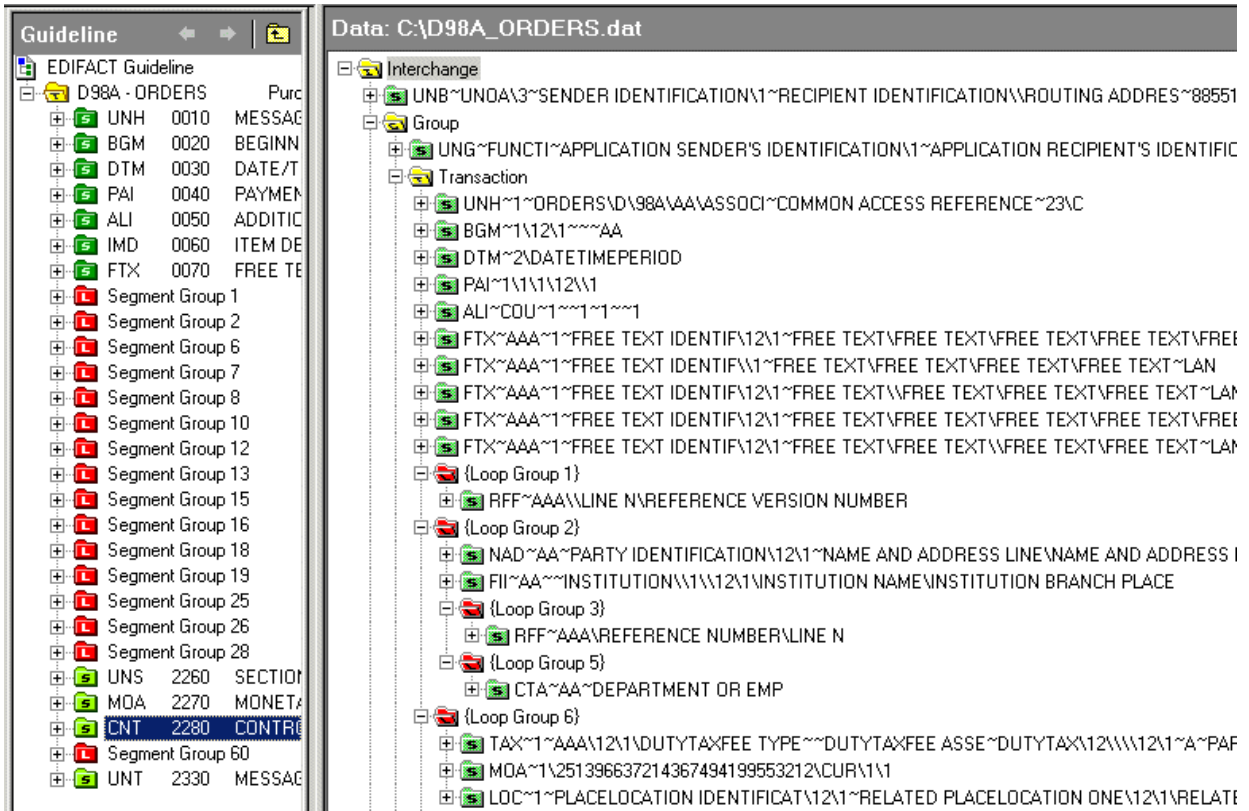 Guideline
EDIFACT Guideline
D98A - ORDERS Purc
UNH 0010 MESSAG
BGM 0020 BEGINN
DTM 0030 DATE/T
PAI 0040 PAYMEN
ALI 0050 ADDITIC
IMD 0060 ITEM DE
FTX 0070 FREE TE
Segment Group 1
Segment Group 2
Segment Group 6
Segment Group 7
Segment Group 8
Segment Group 10
Segment Group 12
Segment Group 13
Segment Group 15
Segment Group 16
Segment Group 18
Segment Group 19
Segment Group 25
Segment Group 26
Segment Group 28
UNS 2260 SECTION
MOA 2270 MONETA
CNT 2280 CONTRO
Segment Group 60
UNT 2330 MESSAG
Data: C:\D98A_ORDERS.dat
Interchange
UNB~UNOA\3~SENDER IDENTIFICATION\1~RECIPIENT IDENTIFICATION\\ROUTING ADDRES~88551
Group
UNG~FUNCTI~APPLICATION SENDER'S IDENTIFICATION\1~APPLICATION RECIPIENT'S IDENTIFIC
Transaction
UNH~1~ORDERS\D\98A\AA\ASSOCI~COMMON ACCESS REFERENCE~23\C
BGM~1\12\1~~~AA
DTM~2\DATETIMEPERIOD
PAI~1\1\1\12\\1
ALI~COU~1~~1~1~~1
FTX~AAA~1~FREE TEXT IDENTIF\12\1~FREE TEXT\FREE TEXT\FREE TEXT\FREE TEXT\FREE
FTX~AAA~1~FREE TEXT IDENTIF\\1~FREE TEXT\FREE TEXT\FREE TEXT\FREE TEXT~LAN
FTX~AAA~1~FREE TEXT IDENTIF\12\1~FREE TEXT\\FREE TEXT\FREE TEXT\FREE TEXT~LAN
FTX~AAA~1~FREE TEXT IDENTIF\12\1~FREE TEXT\FREE TEXT\FREE TEXT\FREE TEXT\FREE
FTX~AAA~1~FREE TEXT IDENTIF\12\1~FREE TEXT\FREE TEXT\\FREE TEXT\FREE TEXT~LAN
{Loop Group 1}
RFF~AAA\\LINE N\REFERENCE VERSION NUMBER
{Loop Group 2}
NAD~AA~PARTY IDENTIFICATION\12\1~NAME AND ADDRESS LINE\NAME AND ADDRESS
FII~AA~~INSTITUTION\\1\\12\1\INSTITUTION NAME\INSTITUTION BRANCH PLACE
{Loop Group 3}
RFF~AAA\REFERENCE NUMBER\LINE N
{Loop Group 5}
CTA~AA~DEPARTMENT OR EMP
{Loop Group 6}
TAX~1~AAA\12\1\DUTYTAXFEE TYPE~~DUTYTAXFEE ASSE~DUTYTAX\12\\\\12\1~A~PAR
MOA~1\251396637214367494199553212\CUR\1\1
LOC~1~PLACELOCATION IDENTIFICAT\12\1~RELATED PLACELOCATION ONE\12\1\RELATE